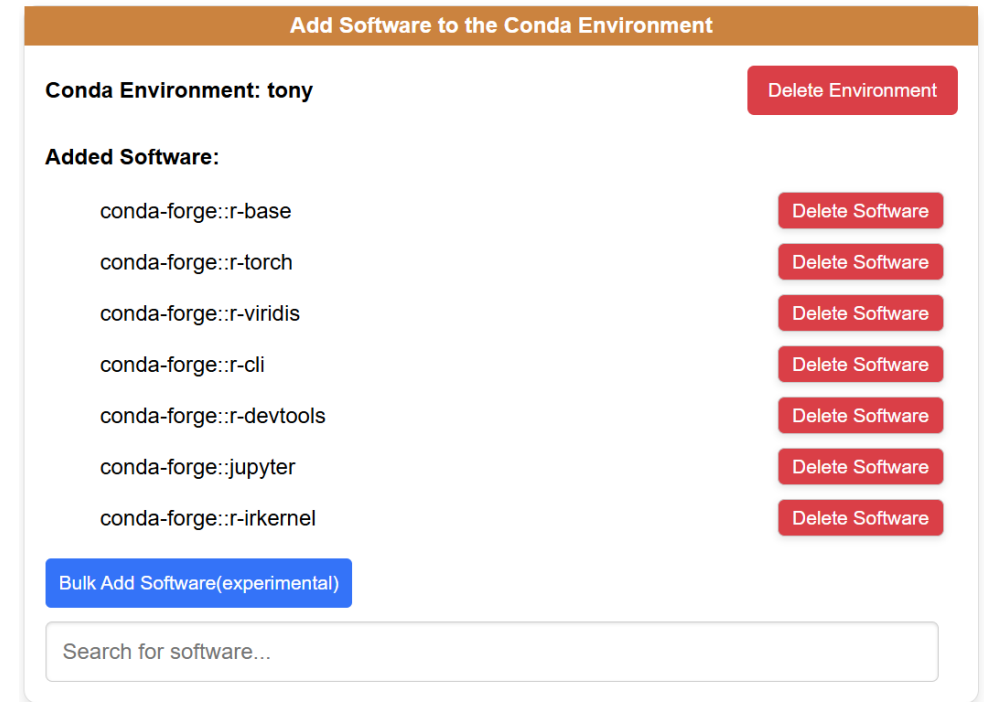 Add Software to the Conda Environment
Conda Environment: tony
Delete Environment
Added Software:
conda-forge::r-base
Delete Software
conda-forge::r-torch
Delete Software
conda-forge::r-viridis
Delete Software
conda-forge::r-cli
Delete Software
conda-forge::r-devtools
Delete Software
conda-forge::jupyter
Delete Software
conda-forge::r-irkernel
Delete Software
Bulk Add Software(experimental)
Search for software...